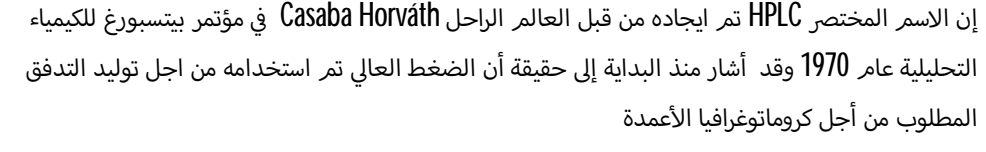 إن الاسم المختصر HPLC تم ايجاده من قبل العالم الراحل Casaba Horváth في مؤتمر بيتسبورغ للكيمياء
التحليلية عام 1970 وقد أشار منذ البداية إلى حقيقة أن الضغط العالي تم استخدامه من اجل توليد التدفق
المطلوب من أجل كروماتوغرافيا الأعمدة